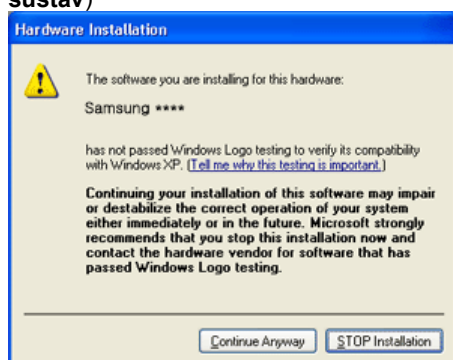 sustav)
Hardware Installation
The software you are installing for this hardware:
Samsung ****
has not passed Windows Logo testing to verify its compatibility
with Windows XP. (Tell me why this testing is important.)
Continuing your installation of this software may impair
or destabilize the correct operation of your system
either immediately or in the future. Microsoft strongly
recommends that you stop this installation now and
contact the hardware vendor for software that has
passed Windows Logo testing.
Continue Anyway STOP Installation